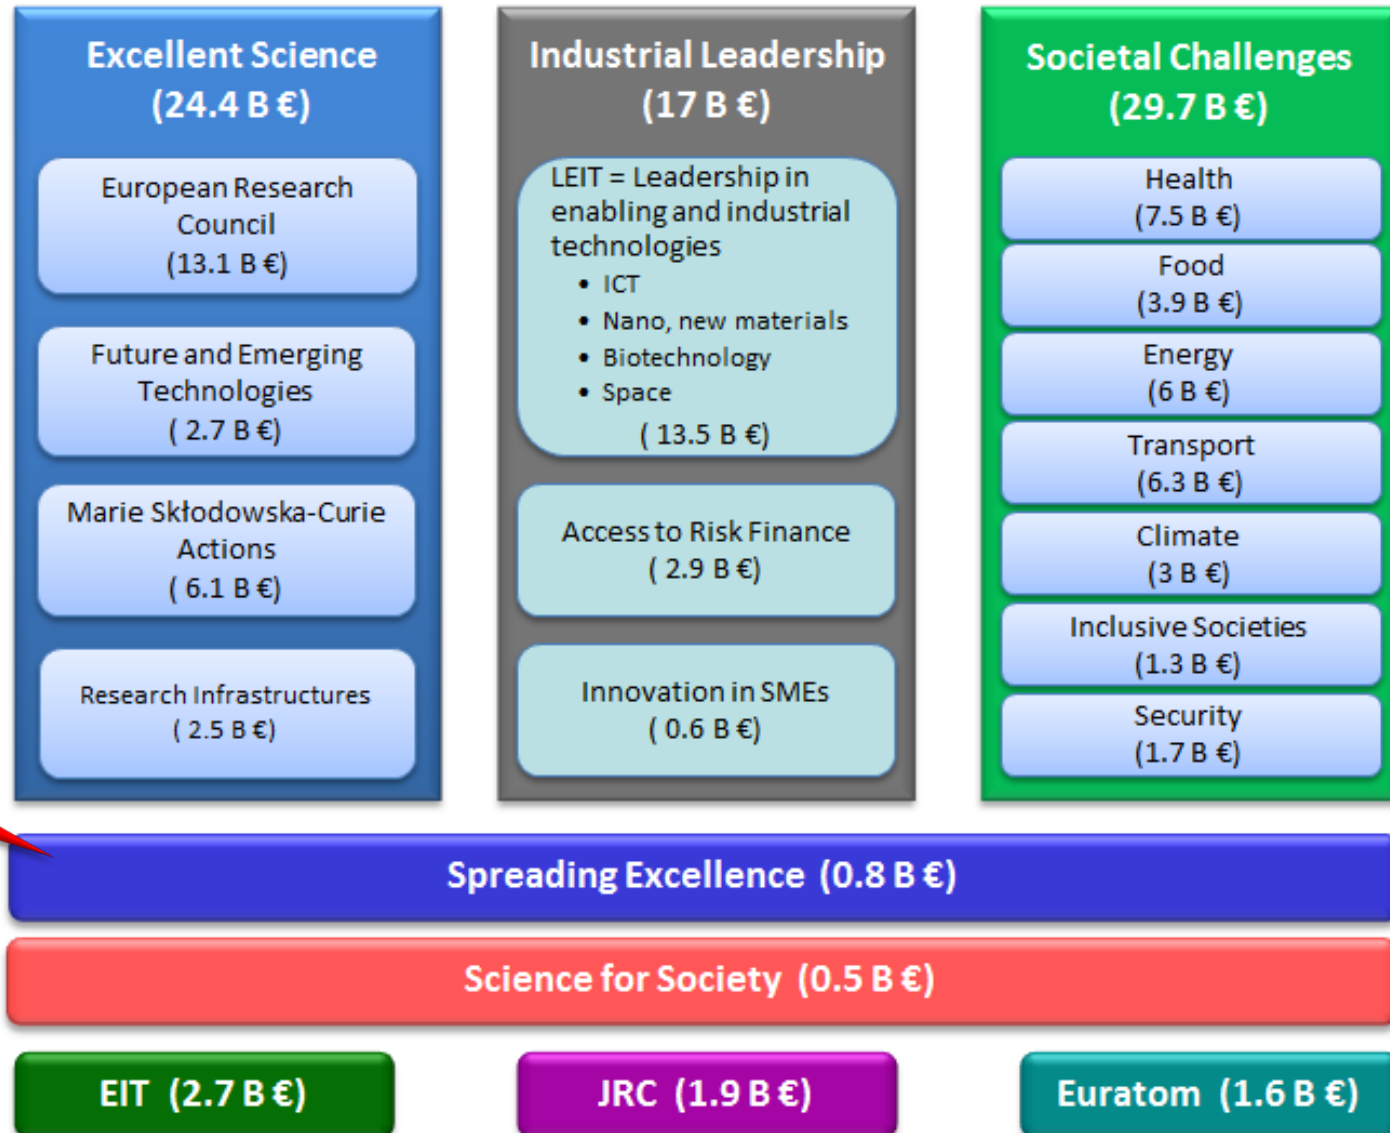 Excellent Science
(24.4 B €)
European Research
Council
(13.1 B €)
Future and Emerging
Technologies
( 2.7 B €)
Marie Skłodowska-Curie
Actions
( 6.1 B €)
Research Infrastructures
( 2.5 B €)
Industrial Leadership
(17 B €)
LEIT = Leadership in
enabling and industrial
technologies
• ICT
• Nano, new materials
• Biotechnology
• Space
( 13.5 B €)
Access to Risk Finance
( 2.9 B €)
Innovation in SMEs
( 0.6 B €)
Societal Challenges
(29.7 B €)
Health
(7.5 B €)
Food
(3.9 B €)
Energy
(6 B €)
Transport
(6.3 B €)
Climate
(3 B €)
Inclusive Societies
(1.3 B €)
Security
(1.7 B €)
Spreading Excellence (0.8 B €)
Science for Society (0.5 B €)
EIT (2.7 B €)
JRC (1.9 B €)
Euratom (1.6 B €)